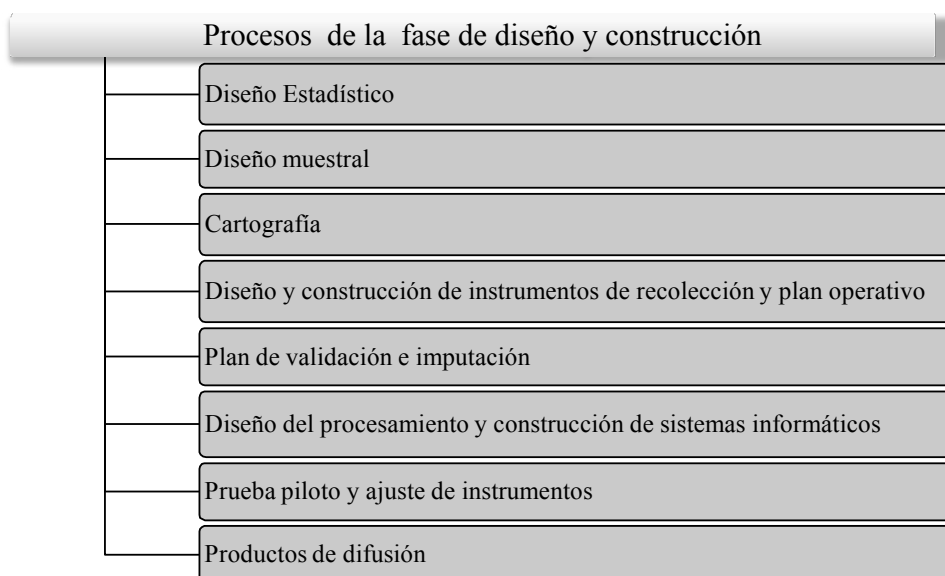 Procesos de la fase de diseño y construcción
Diseño Estadístico
Diseño muestral
Cartografía
Diseño y construcción de instrumentos de recolección y plan operativo
Plan de validación e imputación
Diseño del procesamiento y construcción de sistemas informáticos
Prueba piloto y ajuste de instrumentos
Productos de difusión